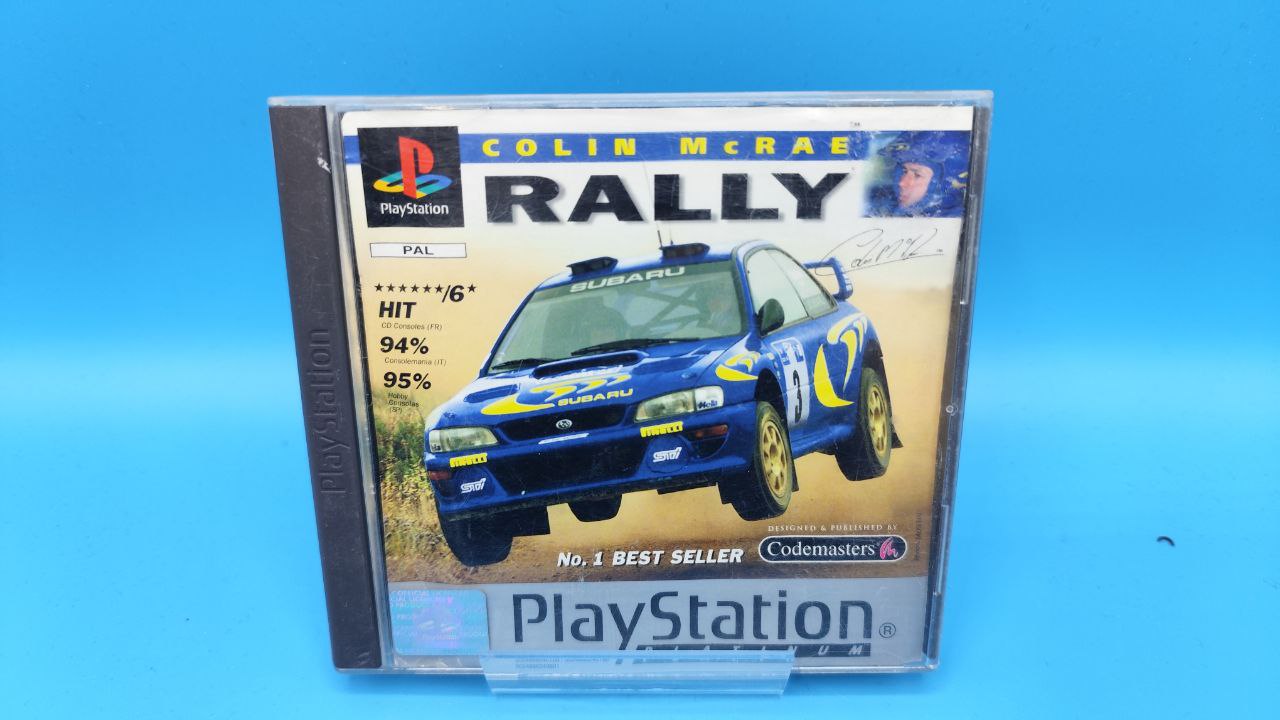 COLIN McRAE
RALLY
PlayStation
PAL
★★★★★★/6★
HIT
CD Consoles (FR)
94%
Consolemania (IT)
95%
Hobby
Consolas
(SP)
SUBARU
SUBARU
3
PIRELLI
Hella
PIRELLI
STi
STi
PlayStation
DESIGNED & PUBLISHED BY
Codemasters
No. 1 BEST SELLER
PlayStation®
PLATINUM